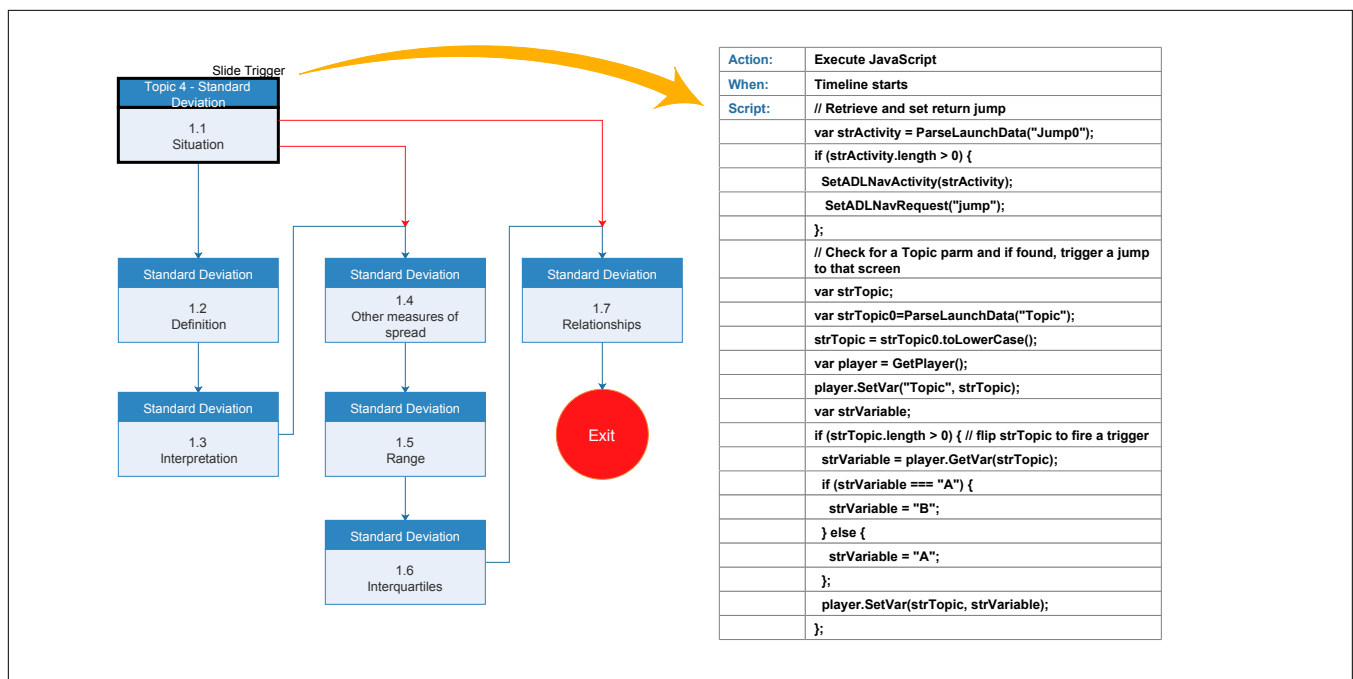 Slide Trigger
Topic 4 - Standard
Deviation
1.1
Situation
Standard Deviation
1.2
Definition
Standard Deviation
1.3
Interpretation
Standard Deviation
1.4
Other measures of
spread
Standard Deviation
1.5
Range
Standard Deviation
1.6
Interquartiles
Standard Deviation
1.7
Relationships
Exit
Action: Execute JavaScript
When: Timeline starts
Script: // Retrieve and set return jump
var strActivity = ParseLaunchData("Jump0");
if (strActivity.length > 0) {
SetADLNavActivity(strActivity);
SetADLNavRequest("jump");
};
// Check for a Topic parm and if found, trigger a jump
to that screen
var strTopic;
var strTopic0=ParseLaunchData("Topic");
strTopic = strTopic0.toLowerCase();
var player = GetPlayer();
player.SetVar("Topic", strTopic);
var strVariable;
if (strTopic.length > 0) { // flip strTopic to fire a trigger
strVariable = player.GetVar(strTopic);
if (strVariable === "A") {
strVariable = "B";
} else {
strVariable = "A";
};
player.SetVar(strTopic, strVariable);
};